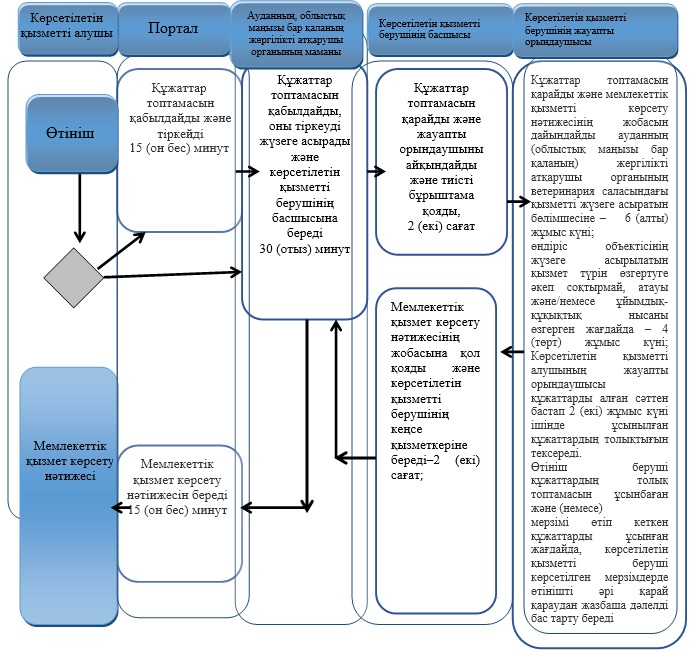 Көрсетілетін
қызметті алушы
Портал
Ауданның, облыстық
маңызы бар қаланың
жергілікті атқарушы
органының маманы
Көрсетілетін қызметті
берушінің басшысы
Көрсетілетін қызметті
берушінің жауапты
орындаушысы
Өтініш
Құжаттар
топтамасын
қабылдайды және
тіркейді
15 (он бес) минут
Құжаттар
топтамасын
қабылдайды,
оны тіркеуді
жүзеге асырады
және
көрсетілетін
қызметті
берушінің
басшысына
береді
30 (отыз) минут
Құжаттар
топтамасын
қарайды және
жауапты
орындаушыны
айқындайды
және тиісті
бұрыштама
қояды,
2 (екі) сағат
Құжаттар топтамасын
қарайды және мемлекеттік
қызметті көрсету
нәтижесінің жобасын
дайындайды ауданның
(облыстық маңызы бар
қаланың) жергілікті
атқарушы органының
ветеринария саласындағы
қызметті жүзеге асыратын
бөлімшесіне – 6 (алты)
жұмыс күні;
өндіріс объектісінің
жүзеге асырылатын
қызмет түрін өзгертуге
әкеп соқтырмай, атауы
және/немесе ұйымдық-
құқықтық нысаны
өзгерген жағдайда – 4
(төрт) жұмыс күні;
Көрсетілетін қызметті
алушының жауапты
орындаушысы
құжаттарды алған сәттен
бастап 2 (екі) жұмыс күні
ішінде ұсынылған
құжаттардың толықтығын
тексереді.
Өтініш беруші
құжаттардың толық
топтамасын ұсынбаған
және (немесе)
мерзімі өтіп кеткен
құжаттарды ұсынған
жағдайда, көрсетілетін
қызметті беруші
көрсетілген мерзімдерде
өтінішті әрі қарай
қараудан жазбаша дәлелді
бас тарту береді
Мемлекеттік
қызмет көрсету
нәтижесінің
жобасына қол
қояды және
көрсетілетін
қызметті
берушінің
кеңсе
қызметкеріне
береді–2 (екі)
сағат;
Мемлекеттік
қызмет көрсету
нәтіижесін береді
15 (он бес) минут
Мемлекеттік
қызмет көрсету
нәтижесі